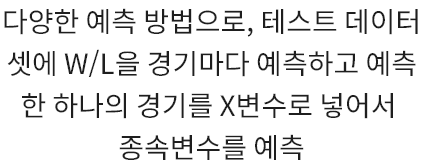 다양한 예측 방법으로, 테스트 데이터
셋에 W/L을 경기마다 예측하고 예측
한 하나의 경기를 X변수로 넣어서
종속변수를 예측